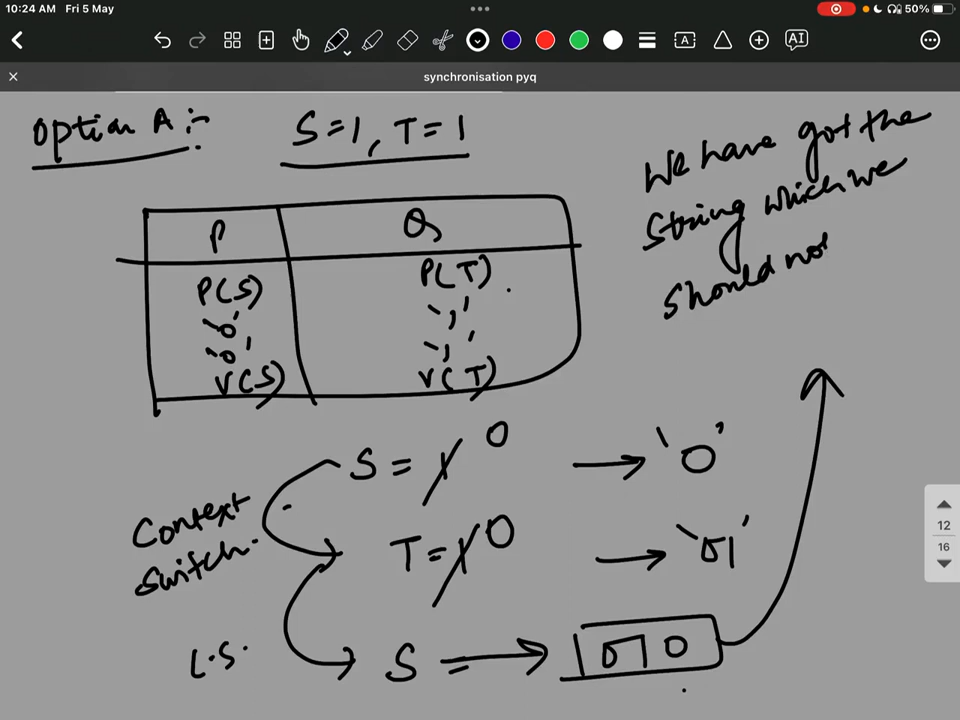 10:24 AM Fri 5 May
50%
A
AI
synchronisation pyq
Option A :-
S=1, T=1
We have got the
string which we
should not
P
Q
P(S)
P(T)
'0'
'1'
'0'
'1'
V(S)
V(T)
S = 1 0 → '0'
Context
switch.
T = 1 0 → '01'
C.S.
S = → 010
12
16